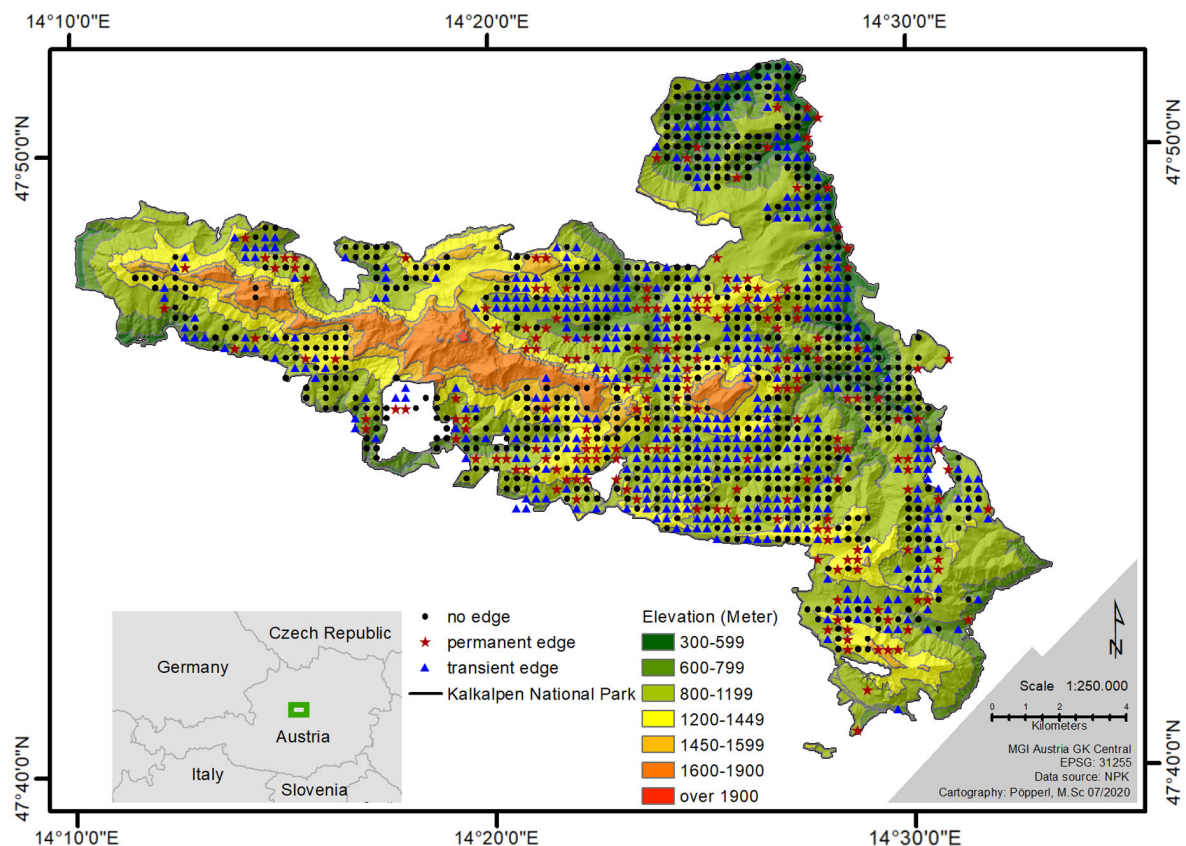 14°10'0"E
14°20'0"E
14°30'0"E
47°50'0"N
47°50'0"N
no edge
permanent edge
transient edge
Kalkalpen National Park
Elevation (Meter)
300-599
600-799
800-1199
1200-1449
1450-1599
1600-1900
over 1900
Czech Republic
Germany
Austria
Italy
Slovenia
N
Scale 1:250.000
0 1 2 3 4
Kilometers
MGI Austria GK Central
EPSG: 31255
Data source: NPK
Cartography: Pöpperl, M.Sc 07/2020
47°40'0"N
47°40'0"N
14°10'0"E
14°20'0"E
14°30'0"E